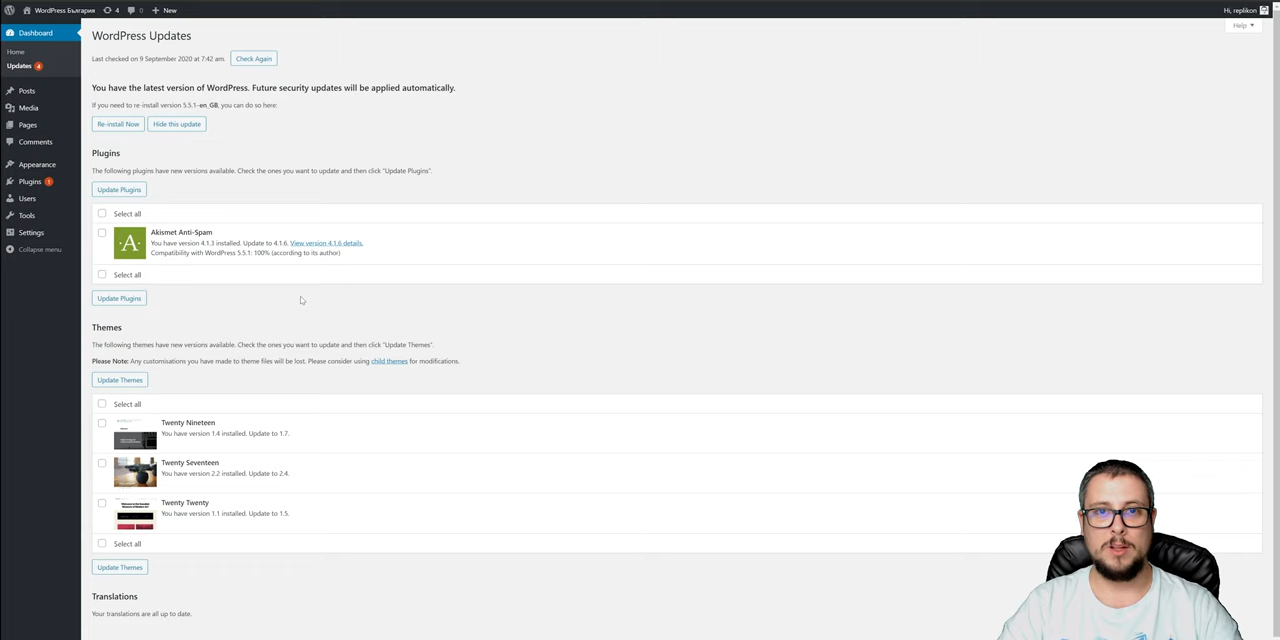 WordPress България 4 0 New
Hi, replikon
Help
Dashboard
Home
Updates 4
Posts
Media
Pages
Comments
Appearance
Plugins 1
Users
Tools
Settings
Collapse menu
WordPress Updates
Last checked on 9 September 2020 at 7:42 am. Check Again
You have the latest version of WordPress. Future security updates will be applied automatically.
If you need to re-install version 5.5.1-en_GB, you can do so here:
Re-install Now Hide this update
Plugins
The following plugins have new versions available. Check the ones you want to update and then click "Update Plugins".
Update Plugins
Select all
Akismet Anti-Spam
You have version 4.1.3 installed. Update to 4.1.6. View version 4.1.6 details.
Compatibility with WordPress 5.5.1: 100% (according to its author)
Select all
Update Plugins
Themes
The following themes have new versions available. Check the ones you want to update and then click "Update Themes".
Please Note: Any customisations you have made to theme files will be lost. Please consider using child themes for modifications.
Update Themes
Select all
Twenty Nineteen
You have version 1.4 installed. Update to 1.7.
Twenty Seventeen
You have version 2.2 installed. Update to 2.4.
Twenty Twenty
You have version 1.1 installed. Update to 1.5.
Select all
Update Themes
Translations
Your translations are all up to date.